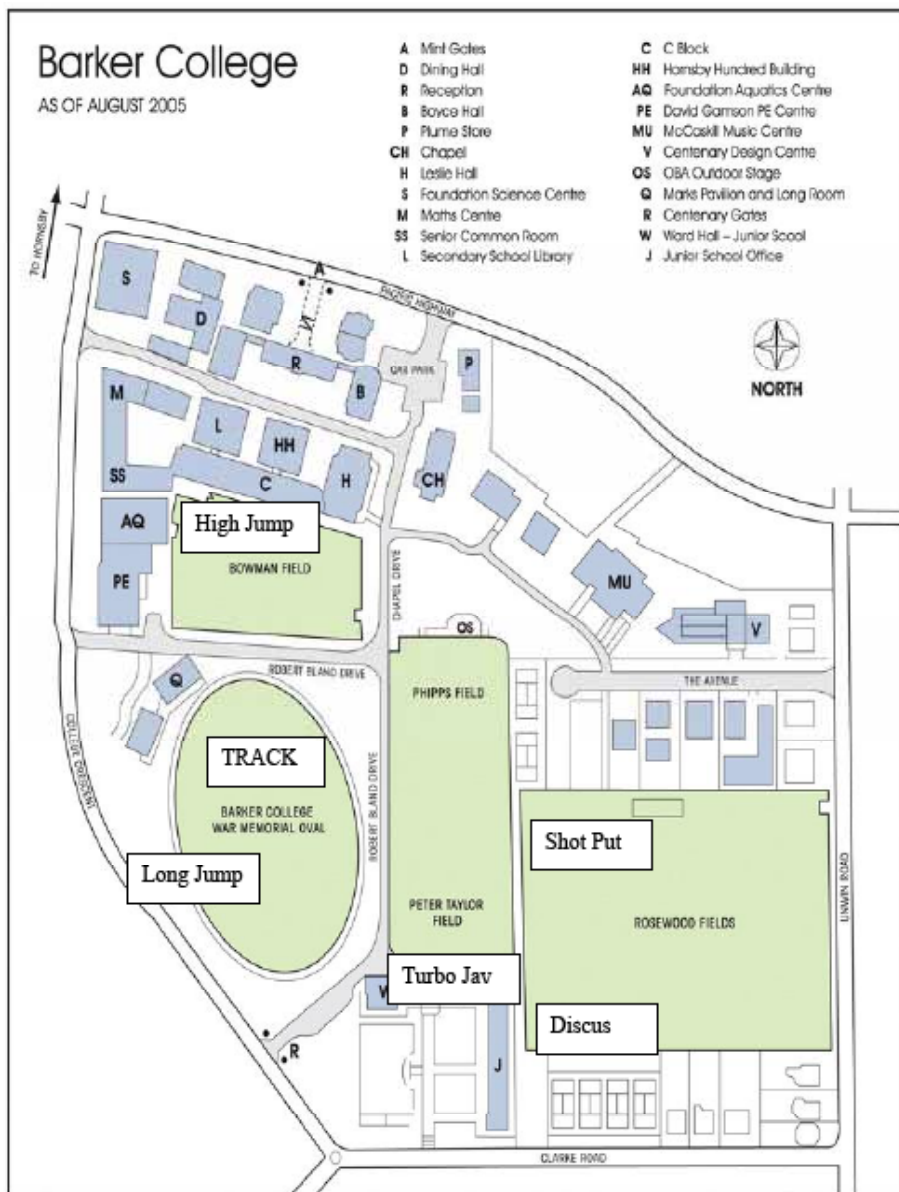 Barker College
AS OF AUGUST 2005
A Mint Gates
D Dining Hall
R Reception
B Boyce Hall
P Plume Store
CH Chapel
H Leslie Hall
S Foundation Science Centre
M Maths Centre
SS Senior Common Room
L Secondary School Library
C C Block
HH Hornsby Hundred Building
AQ Foundation Aquatics Centre
PE David Garnson PE Centre
MU McCaskill Music Centre
V Centenary Design Centre
OS OBA Outdoor Stage
Q Marks Pavilion and Long Room
R Centenary Gates
W Ward Hall – Junior Scool
J Junior School Office
TO HORNSBY
A
PACIFIC HIGHWAY
S
D
R
B
CAR PARK
P
NORTH
M
L
HH
SS
C
H
CH
AQ
High Jump
BOWMAN FIELD
PE
CHAPEL DRIVE
MU
OS
V
ROBERT BLAND DRIVE
Q
PHIPPS FIELD
THE AVENUE
COLLEGE CRESCENT
TRACK
BARKER COLLEGE
WAR MEMORIAL OVAL
ROBERT BLAND DRIVE
Shot Put
UNWIN ROAD
Long Jump
PETER TAYLOR
FIELD
ROSEWOOD FIELDS
Turbo Jav
W
Discus
R
J
CLARKE ROAD